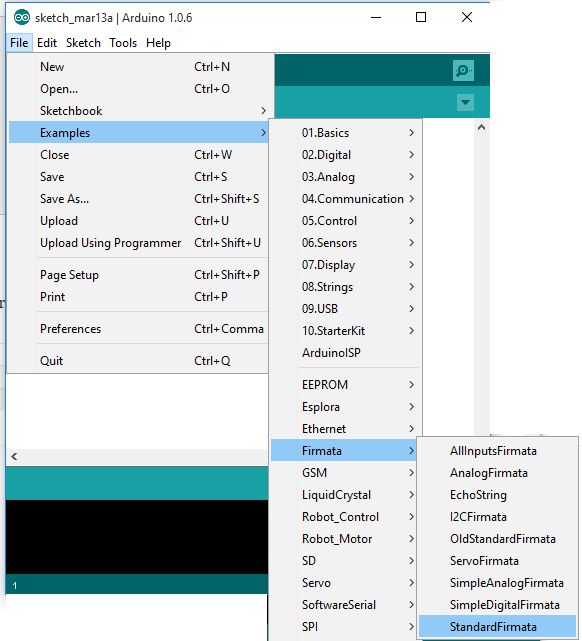 sketch_mar13a | Arduino 1.0.6
File Edit Sketch Tools Help
New Ctrl+N
Open... Ctrl+O
Sketchbook
Examples
Close Ctrl+W
Save Ctrl+S
Save As... Ctrl+Shift+S
Upload Ctrl+U
Upload Using Programmer Ctrl+Shift+U
Page Setup Ctrl+Shift+P
Print Ctrl+P
Preferences Ctrl+Comma
Quit Ctrl+Q
01.Basics
02.Digital
03.Analog
04.Communication
05.Control
06.Sensors
07.Display
08.Strings
09.USB
10.StarterKit
ArduinoISP
EEPROM
Esplora
Ethernet
Firmata
GSM
LiquidCrystal
Robot_Control
Robot_Motor
SD
Servo
SoftwareSerial
SPI
AllInputsFirmata
AnalogFirmata
EchoString
I2CFirmata
OldStandardFirmata
ServoFirmata
SimpleAnalogFirmata
SimpleDigitalFirmata
StandardFirmata
1